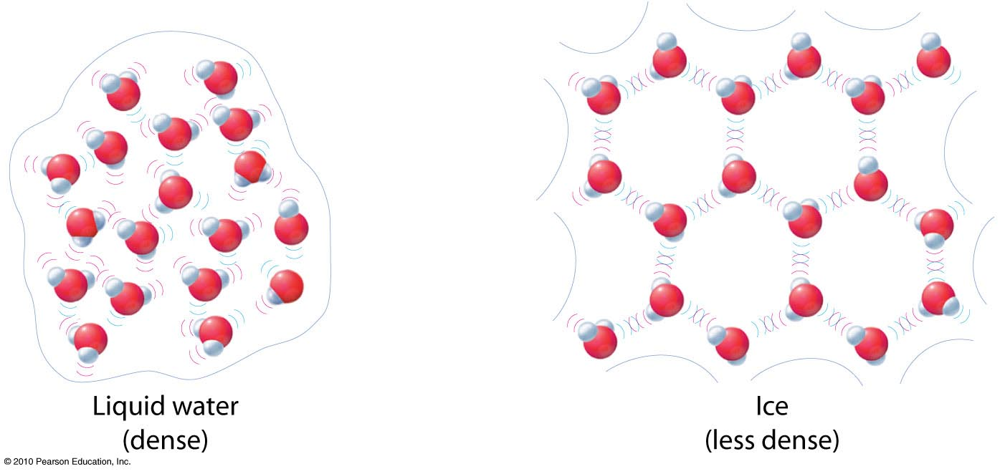 Liquid water
(dense)
Ice
(less dense)
© 2010 Pearson Education, Inc.